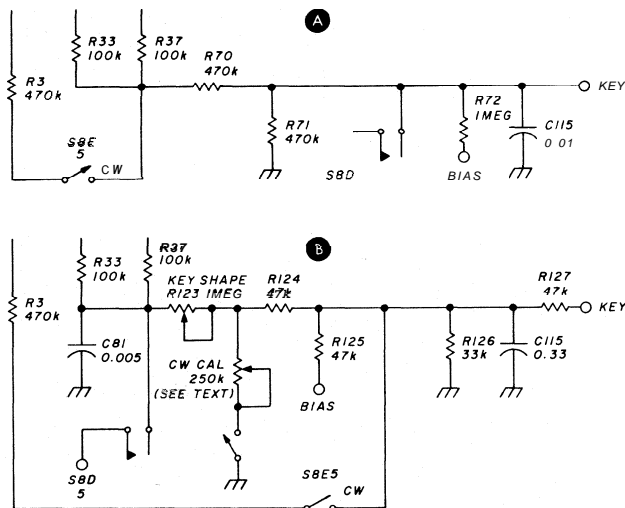 A
R33
100k
R37
100k
R70
470k
KEY
R3
470k
R72
1MEG
C115
0 01
R71
470k
S8E
5
CW
S8D
BIAS
B
R33
100k
R37
100k
KEY SHAPE
R123 1MEG
R124
47k
R127
47k
KEY
R3
470k
C81
0.005
R125
47k
R126
33k
C115
0.33
CW CAL
250k
(SEE TEXT)
BIAS
S8D
5
S8E5
CW